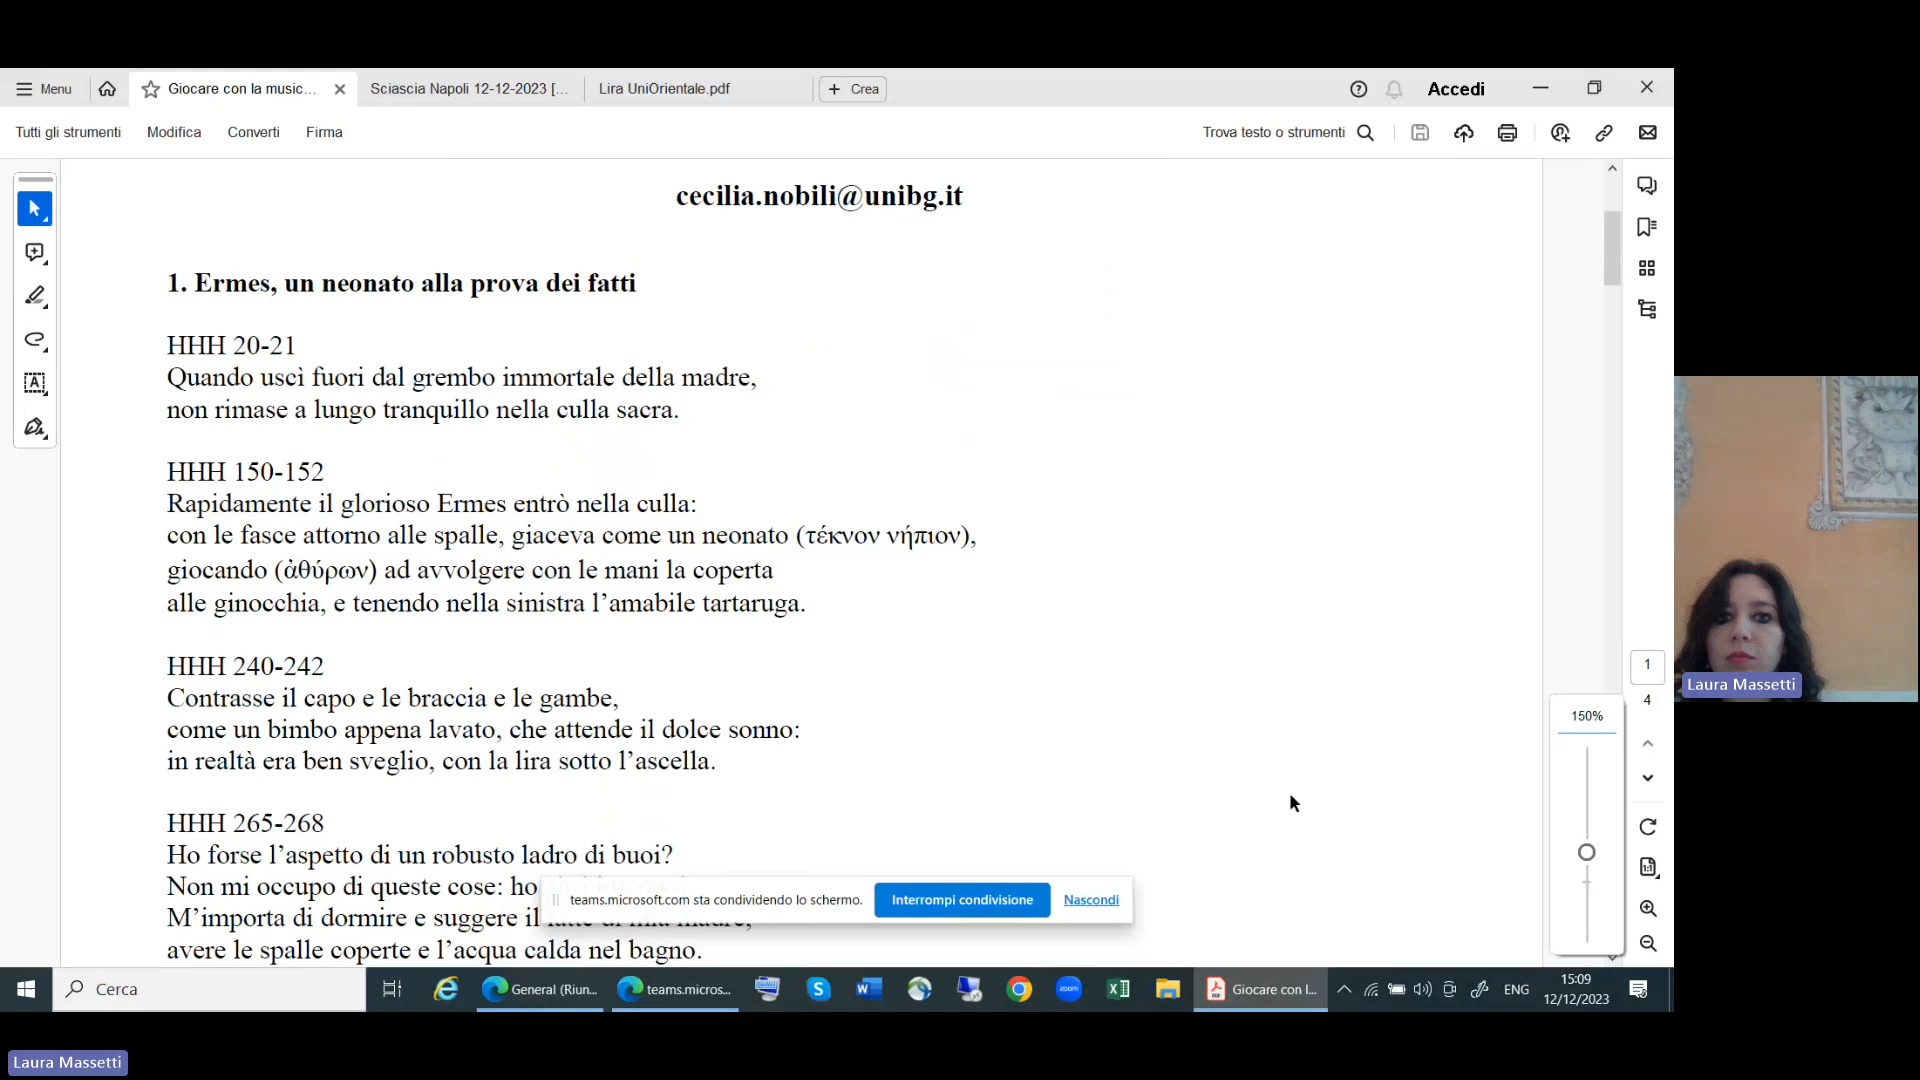 Menu
Giocare con la music...
Sciascia Napoli 12-12-2023 [...
Lira UniOrientale.pdf
Crea
Accedi
Tutti gli strumenti
Modifica
Converti
Firma
Trova testo o strumenti
cecilia.nobili@unibg.it
1. Ermes, un neonato alla prova dei fatti
HHH 20-21
Quando uscì fuori dal grembo immortale della madre,
non rimase a lungo tranquillo nella culla sacra.
HHH 150-152
Rapidamente il glorioso Ermes entrò nella culla:
con le fasce attorno alle spalle, giaceva come un neonato (τέκνον νήπιον),
giocando (ἀθύρων) ad avvolgere con le mani la coperta
alle ginocchia, e tenendo nella sinistra l’amabile tartaruga.
HHH 240-242
Contrasse il capo e le braccia e le gambe,
come un bimbo appena lavato, che attende il dolce sonno:
in realtà era ben sveglio, con la lira sotto l’ascella.
HHH 265-268
Ho forse l’aspetto di un robusto ladro di buoi?
Non mi occupo di queste cose: ho
M’importa di dormire e suggere il
avere le spalle coperte e l’acqua calda nel bagno.
teams.microsoft.com sta condividendo lo schermo.
Interrompi condivisione
Nascondi
1
4
150%
Laura Massetti
Cerca
General (Riun...
teams.micros...
zoom
Giocare con l...
ENG
15:09
12/12/2023
Laura Massetti